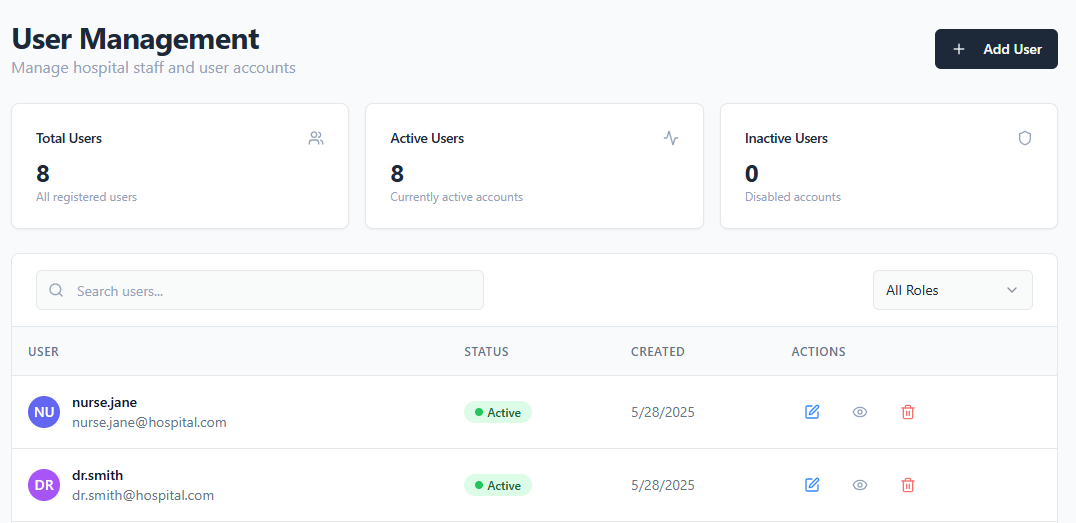 User Management
Manage hospital staff and user accounts
+ Add User
Total Users
8
All registered users
Active Users
8
Currently active accounts
Inactive Users
0
Disabled accounts
Search users...
All Roles
USER STATUS CREATED ACTIONS
NU nurse.jane
nurse.jane@hospital.com Active 5/28/2025
DR dr.smith
dr.smith@hospital.com Active 5/28/2025